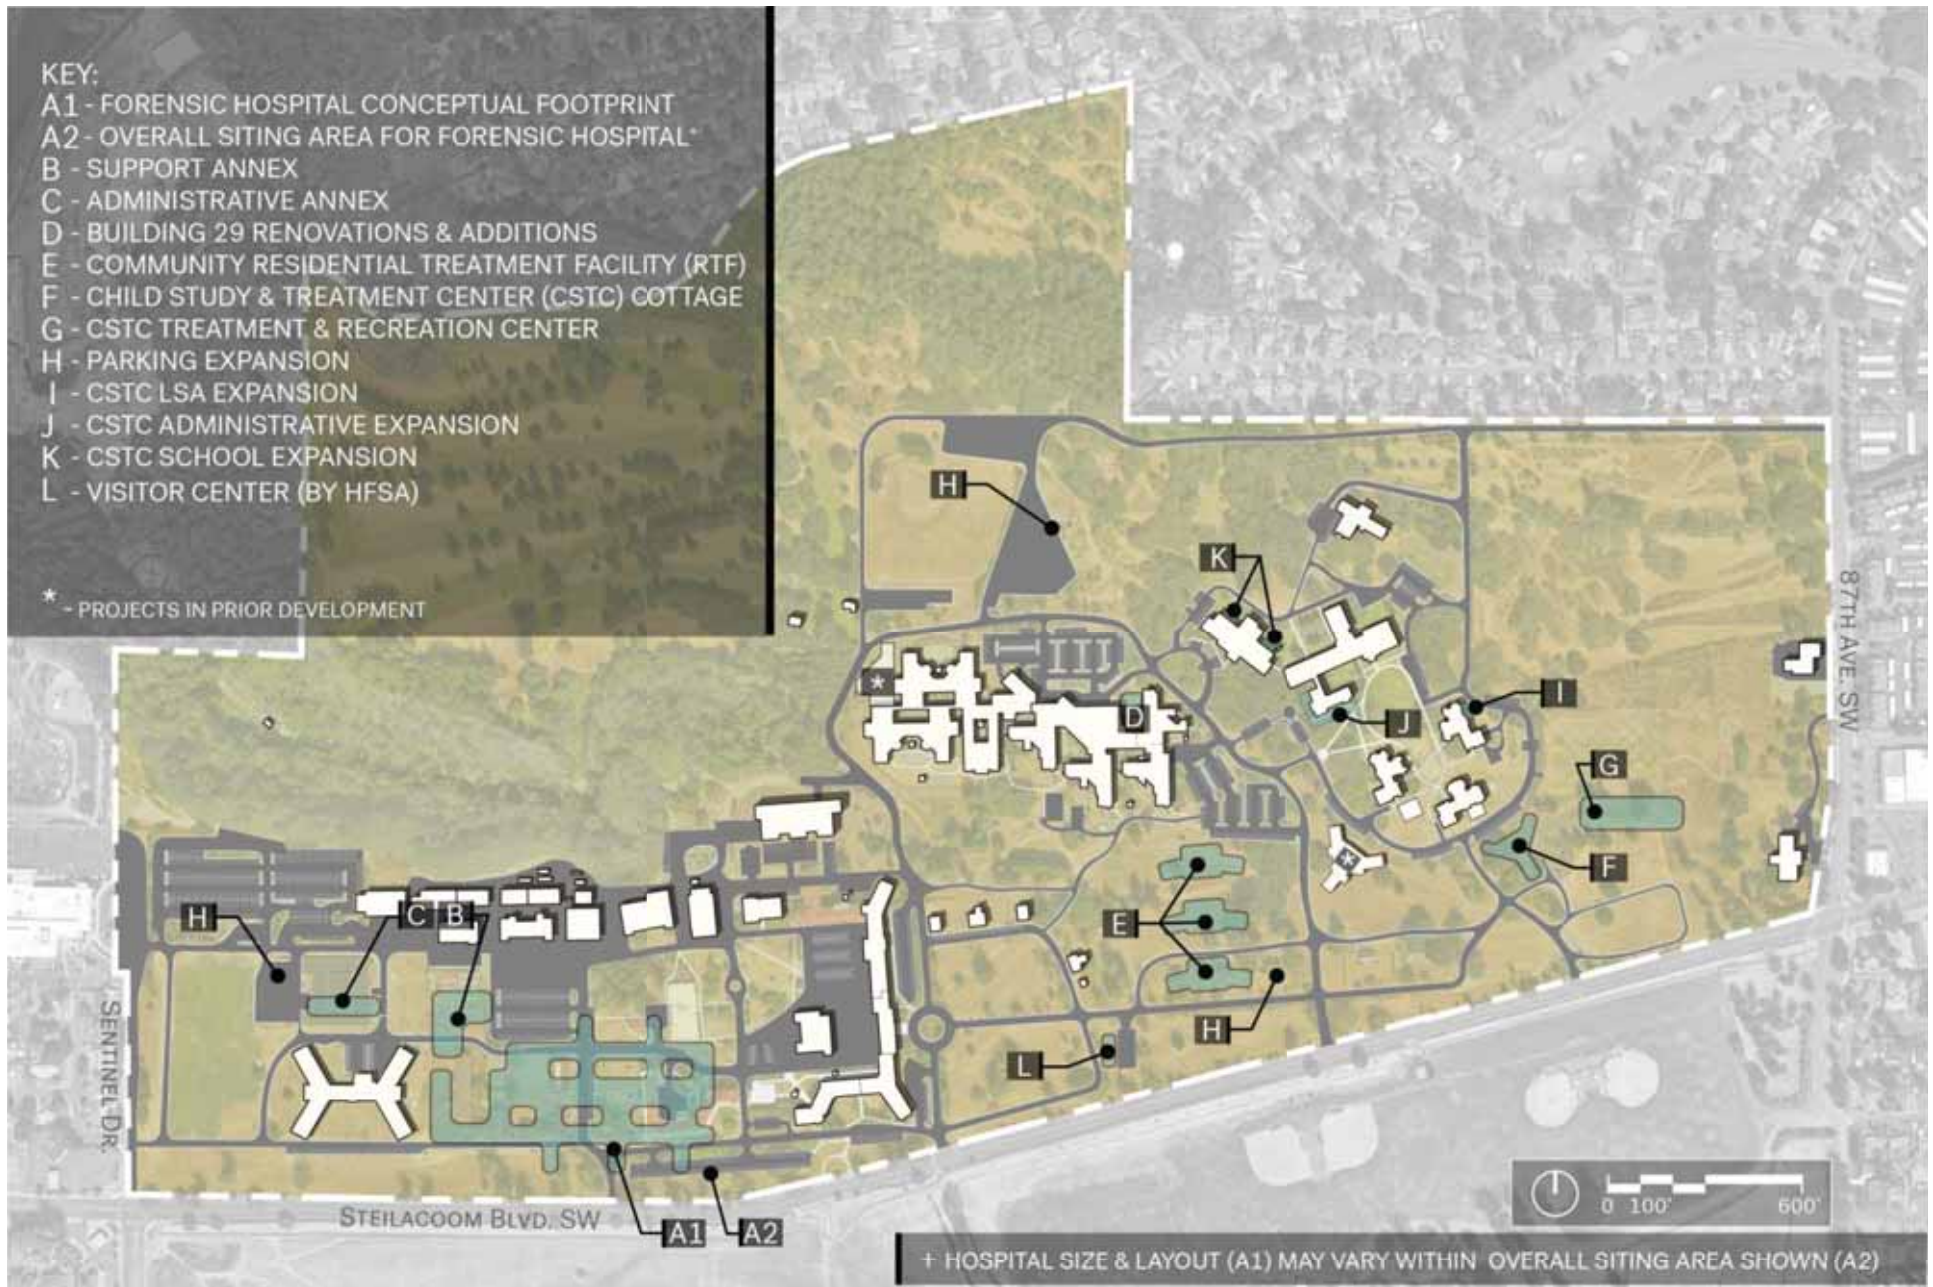 KEY:
A1 - FORENSIC HOSPITAL CONCEPTUAL FOOTPRINT
A2 - OVERALL SITING AREA FOR FORENSIC HOSPITAL+
B - SUPPORT ANNEX
C - ADMINISTRATIVE ANNEX
D - BUILDING 29 RENOVATIONS & ADDITIONS
E - COMMUNITY RESIDENTIAL TREATMENT FACILITY (RTF)
F - CHILD STUDY & TREATMENT CENTER (CSTC) COTTAGE
G - CSTC TREATMENT & RECREATION CENTER
H - PARKING EXPANSION
I - CSTC LSA EXPANSION
J - CSTC ADMINISTRATIVE EXPANSION
K - CSTC SCHOOL EXPANSION
L - VISITOR CENTER (BY HFSA)
* - PROJECTS IN PRIOR DEVELOPMENT
H
K
87TH AVE. SW
*
D
I
J
G
*
F
H
C
B
E
H
L
SENTINEL DR.
STEILACOOM BLVD. SW
A1
A2
0 100' 600'
+ HOSPITAL SIZE & LAYOUT (A1) MAY VARY WITHIN OVERALL SITING AREA SHOWN (A2)